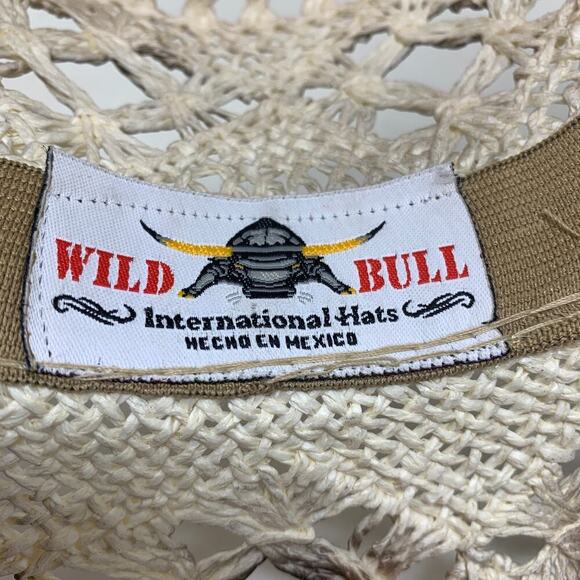 WILD BULL
International Hats
HECHO EN MEXICO